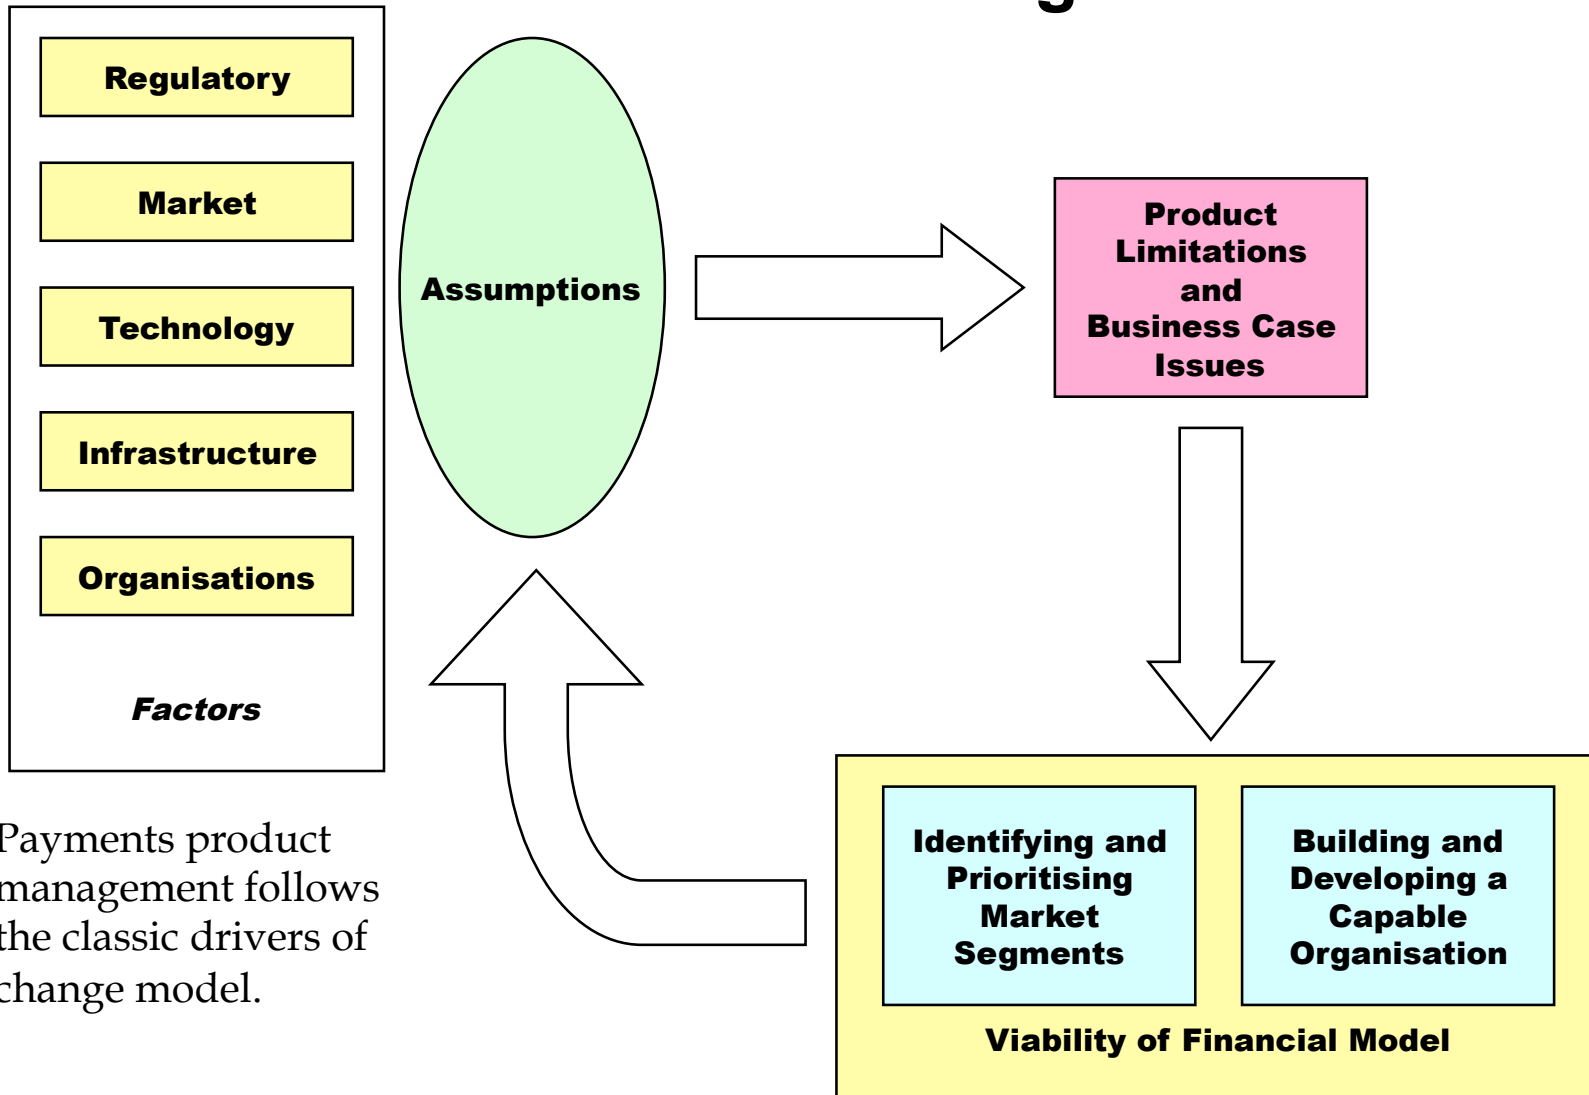 Regulatory
Market
Technology
Infrastructure
Organisations
Factors
Assumptions
Product
Limitations
and
Business Case
Issues
Identifying and
Prioritising
Market
Segments
Building and
Developing a
Capable
Organisation
Viability of Financial Model
Payments product
management follows
the classic drivers of
change model.